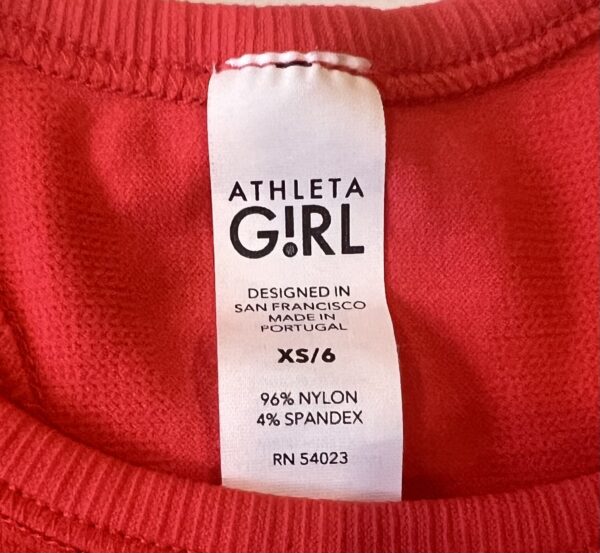 ATHLETA
G!RL
DESIGNED IN
SAN FRANCISCO
MADE IN
PORTUGAL
XS/6
96% NYLON
4% SPANDEX
RN 54023